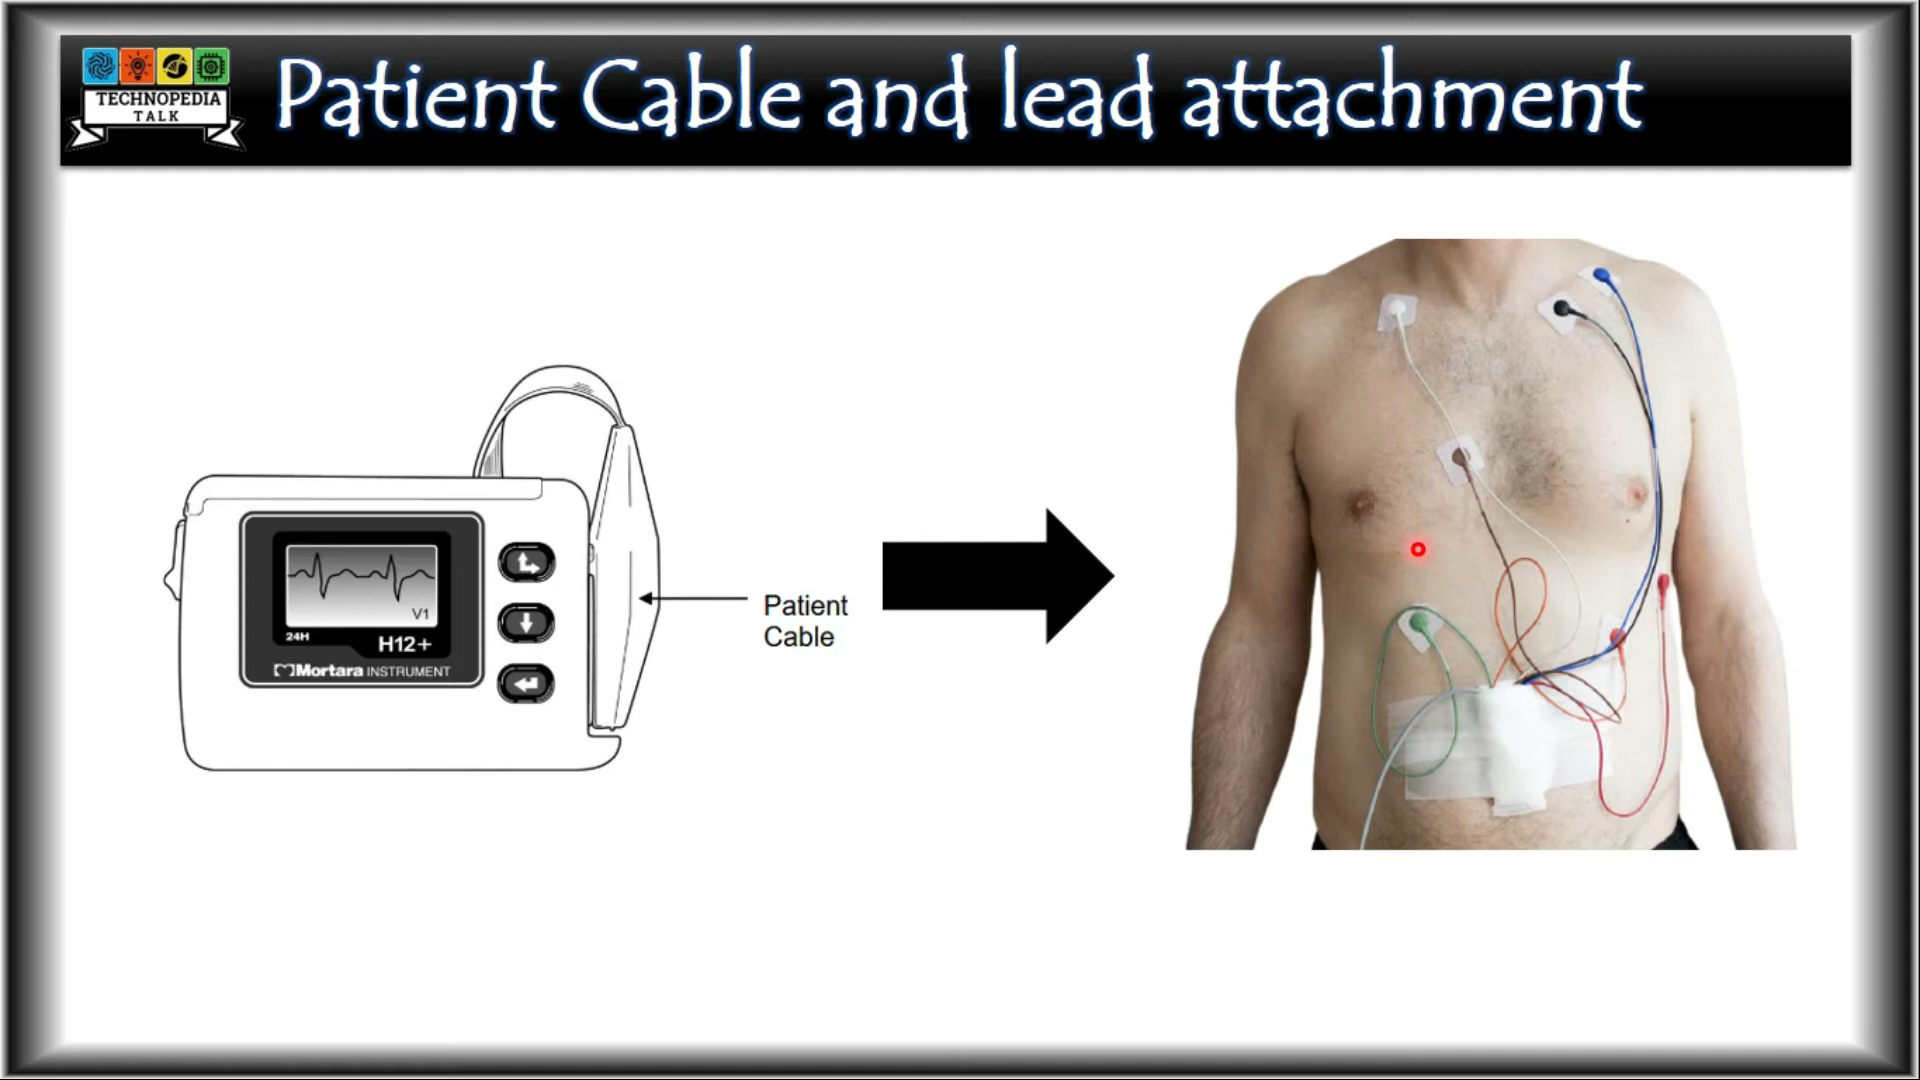 TECHNOPEDIA
TALK
Patient Cable and lead attachment
V1
24H
H12+
Mortara INSTRUMENT
Patient
Cable